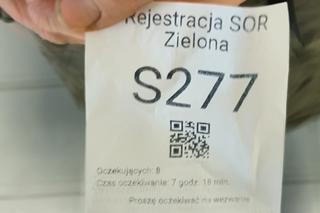 Rejestracja SOR
Zielona
S277
Oczekujących: 8
Czas oczekiwania: 7 godz. 18 min.
Proszę oczekiwać na wezwanie